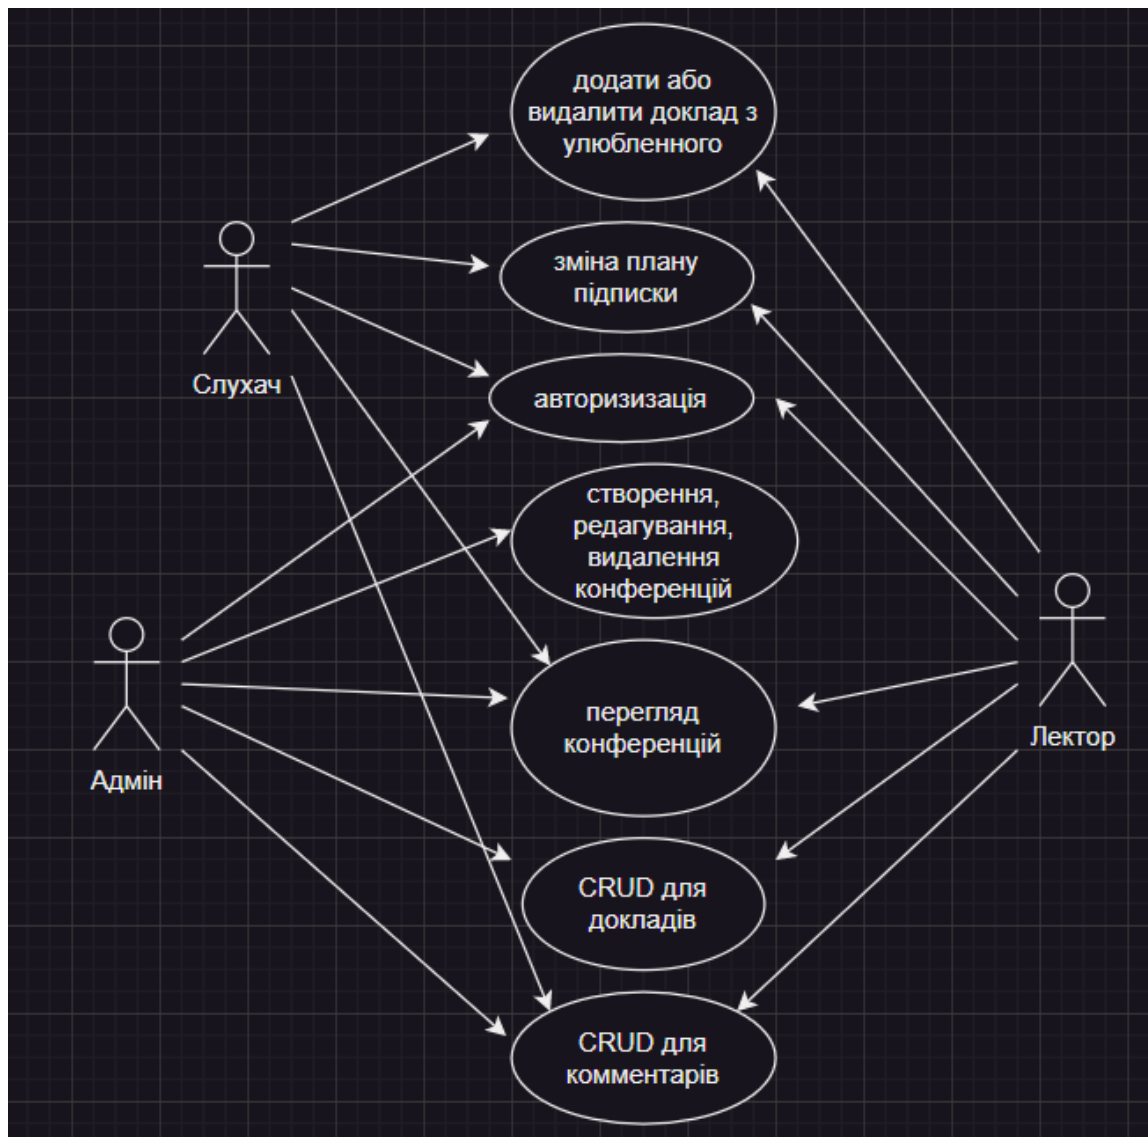 додати або
видалити доклад з
улюбленного
зміна плану
підписки
Слухач
авторизизація
створення,
редагування,
видалення
конференцій
Адмін
перегляд
конференцій
Лектор
CRUD для
докладів
CRUD для
комментарів